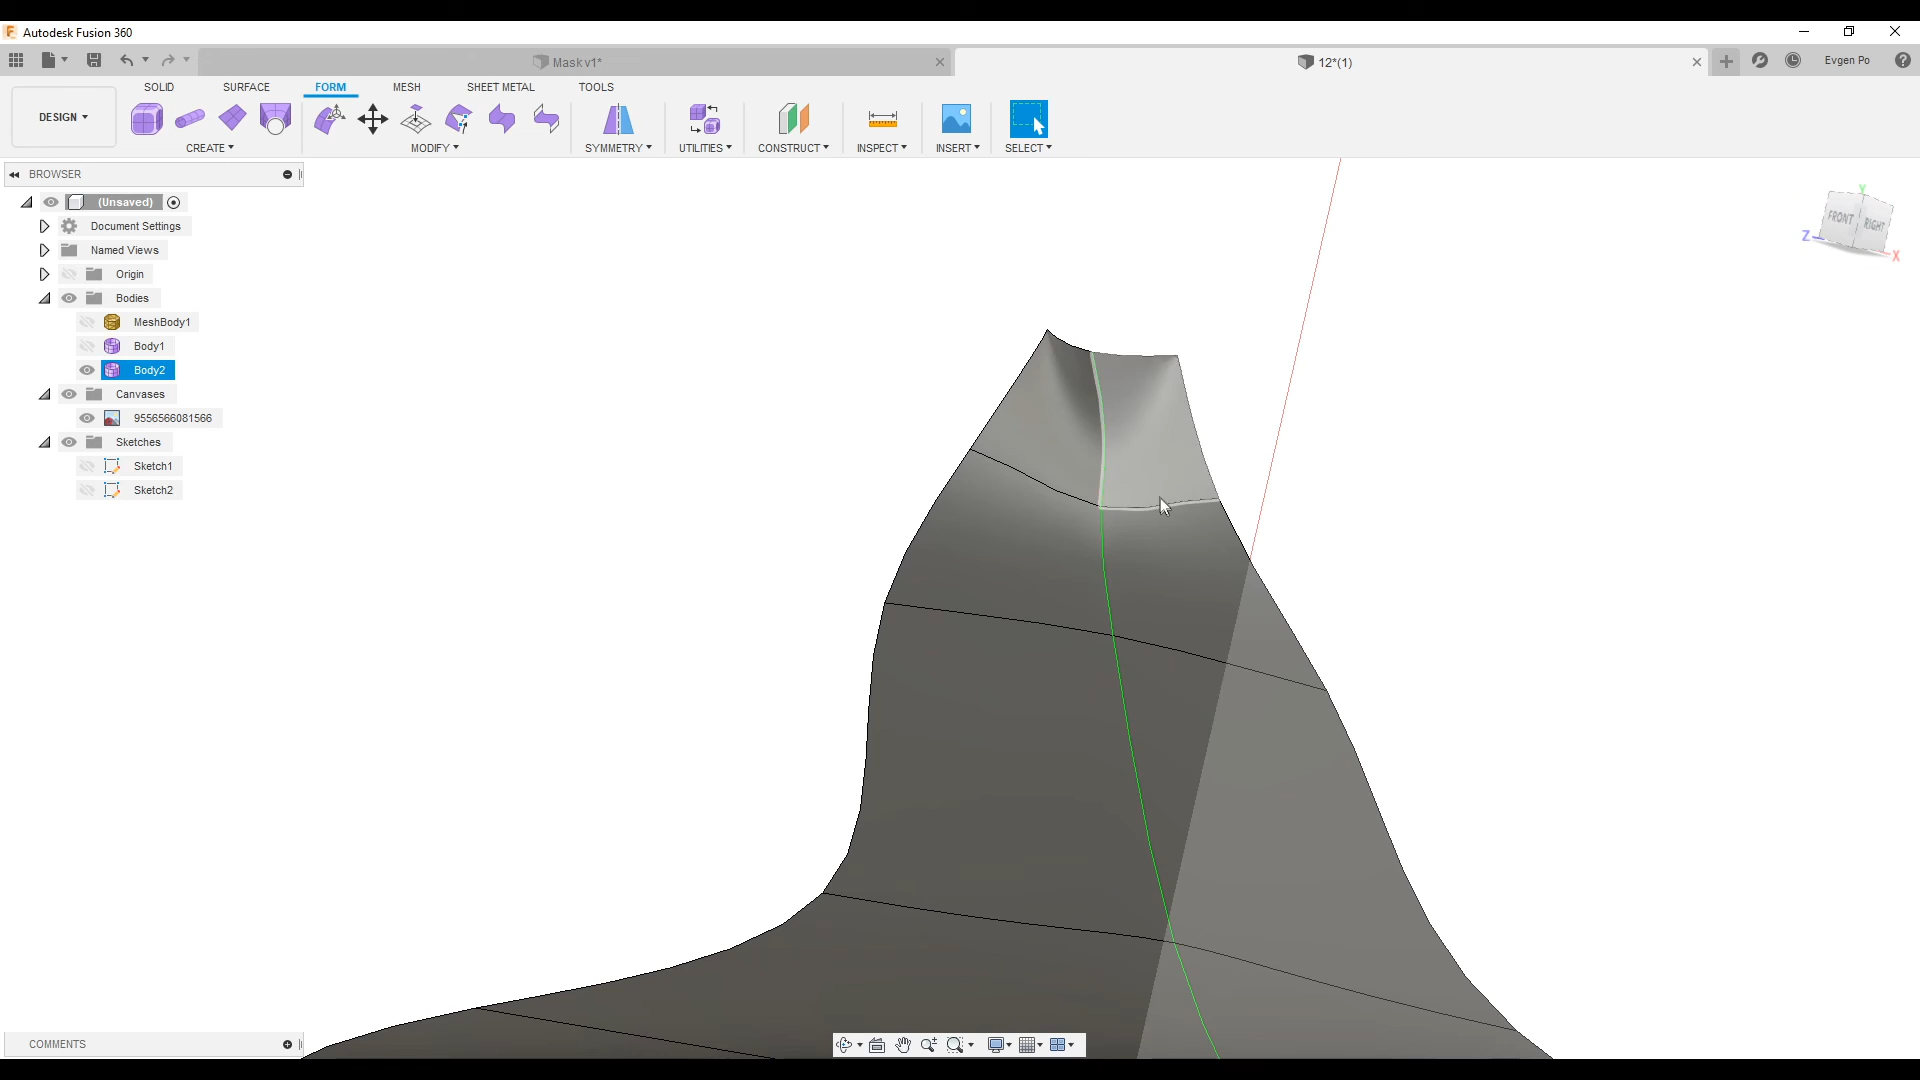 Autodesk Fusion 360
Mask v1*
12*(1)
Evgen Po
SOLID SURFACE FORM MESH SHEET METAL TOOLS
DESIGN
CREATE MODIFY SYMMETRY UTILITIES CONSTRUCT INSPECT INSERT SELECT
BROWSER
(Unsaved)
Document Settings
Named Views
Origin
Bodies
MeshBody1
Body1
Body2
Canvases
9556566081566
Sketches
Sketch1
Sketch2
Y
FRONT RIGHT
Z
X
COMMENTS